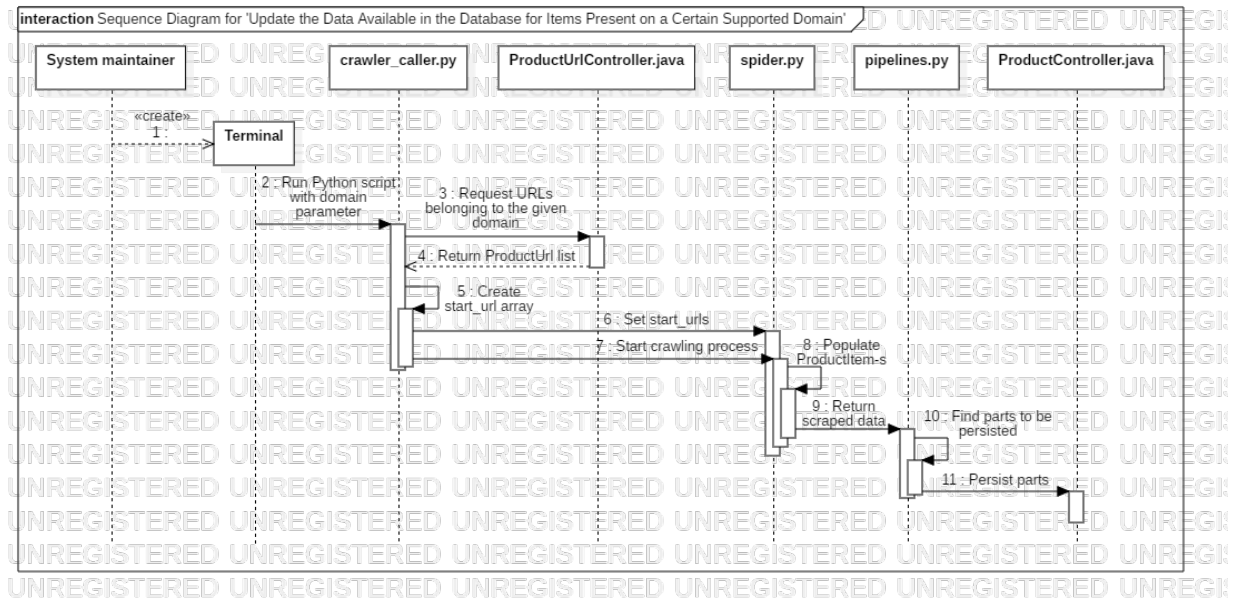 interaction Sequence Diagram for 'Update the Data Available in the Database for Items Present on a Certain Supported Domain'
System maintainer
crawler_caller.py
ProductUrlController.java
spider.py
pipelines.py
ProductController.java
«create»
1 :
Terminal
2 : Run Python script
with domain
parameter
3 : Request URLs
belonging to the given
domain
4 : Return ProductUrl list
5 : Create
start_url array
6 : Set start_urls
7 : Start crawling process
8 : Populate
ProductItem-s
9 : Return
scraped data
10 : Find parts to be
persisted
11 : Persist parts
UNREGISTERED UNREGISTERED UNREGISTERED UNREGISTERED UNREGISTERED UNREGIS